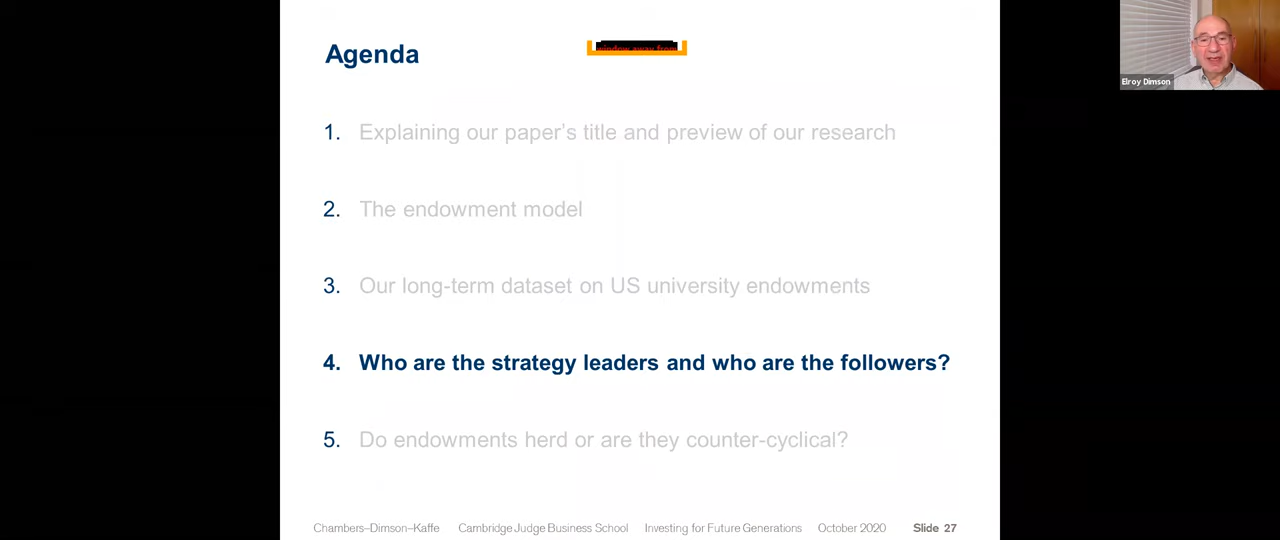 Agenda
window away from
Elroy Dimson
1. Explaining our paper's title and preview of our research
2. The endowment model
3. Our long-term dataset on US university endowments
4. Who are the strategy leaders and who are the followers?
5. Do endowments herd or are they counter-cyclical?
Chambers–Dimson–Kaffe Cambridge Judge Business School Investing for Future Generations October 2020 Slide 27